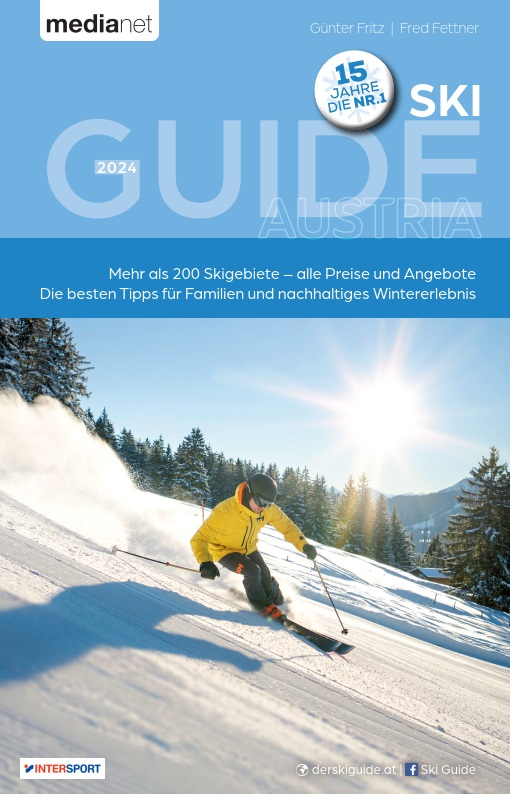 medianet
Günter Fritz | Fred Fettner
15
JAHRE
DIE NR.1
SKI
GUIDE
2024
AUSTRIA
Mehr als 200 Skigebiete – alle Preise und Angebote
Die besten Tipps für Familien und nachhaltiges Wintererlebnis
INTERSPORT
derskiguide.at | f Ski Guide